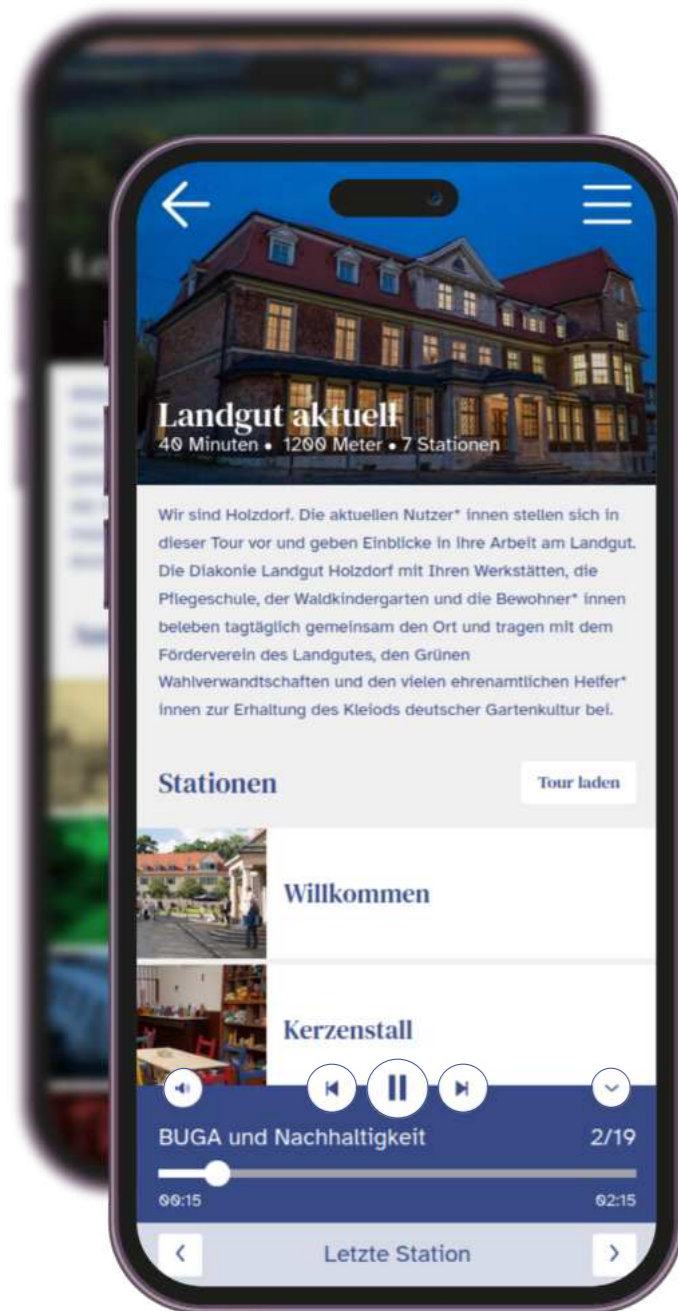 Landgut aktuell
40 Minuten • 1200 Meter • 7 Stationen
Wir sind Holzdorf. Die aktuellen Nutzer* innen stellen sich in
dieser Tour vor und geben Einblicke in ihre Arbeit am Landgut.
Die Diakonie Landgut Holzdorf mit Ihren Werkstätten, die
Pflegeschule, der Waldkindergarten und die Bewohner* innen
beleben tagtäglich gemeinsam den Ort und tragen mit dem
Förderverein des Landgutes, den Grünen
Wahlverwandtschaften und den vielen ehrenamtlichen Helfer*
innen zur Erhaltung des Kleiods deutscher Gartenkultur bei.
Stationen
Tour laden
Willkommen
Kerzenstall
BUGA und Nachhaltigkeit 2/19
00:15 02:15
Letzte Station